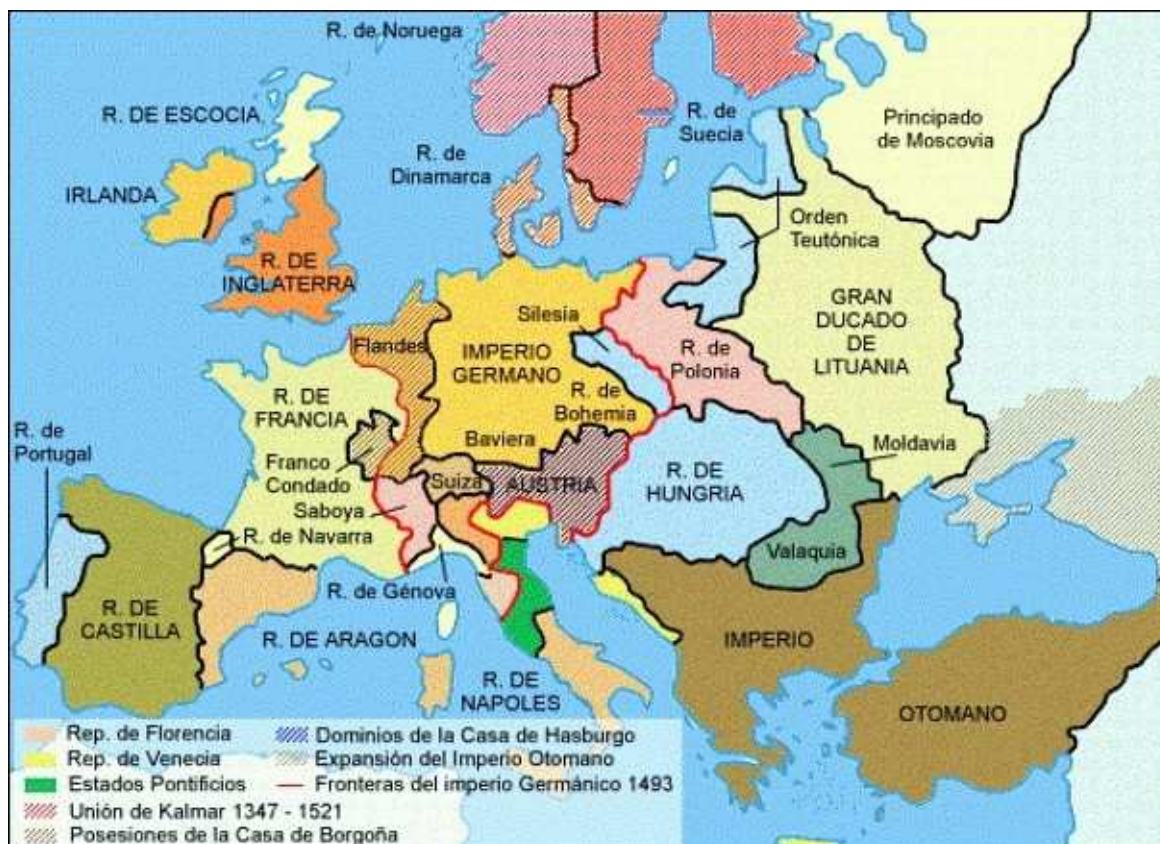 R. de Noruega
R. DE ESCOCIA
R. de
Suecia
Principado
de Moscovia
R. de
Dinamarca
IRLANDA
Orden
Teutónica
R. DE
INGLATERRA
Silesia
GRAN
DUCADO
DE
LITUANIA
Flandes
IMPERIO
GERMANO
R. de
Polonia
R. DE
FRANCIA
R. de
Bohemia
R. de
Portugal
Baviera
Moldavia
Franco
Condado
Suiza
AUSTRIA
R. DE
HUNGRIA
Saboya
R. de Navarra
Valaquia
R. de Génova
R. DE
CASTILLA
R. DE ARAGON
IMPERIO
R. DE
NAPOLES
OTOMANO
Rep. de Florencia
Rep. de Venecia
Estados Pontificios
Unión de Kalmar 1347 - 1521
Posesiones de la Casa de Borgoña
Dominios de la Casa de Hasburgo
Expansión del Imperio Otomano
Fronteras del imperio Germánico 1493